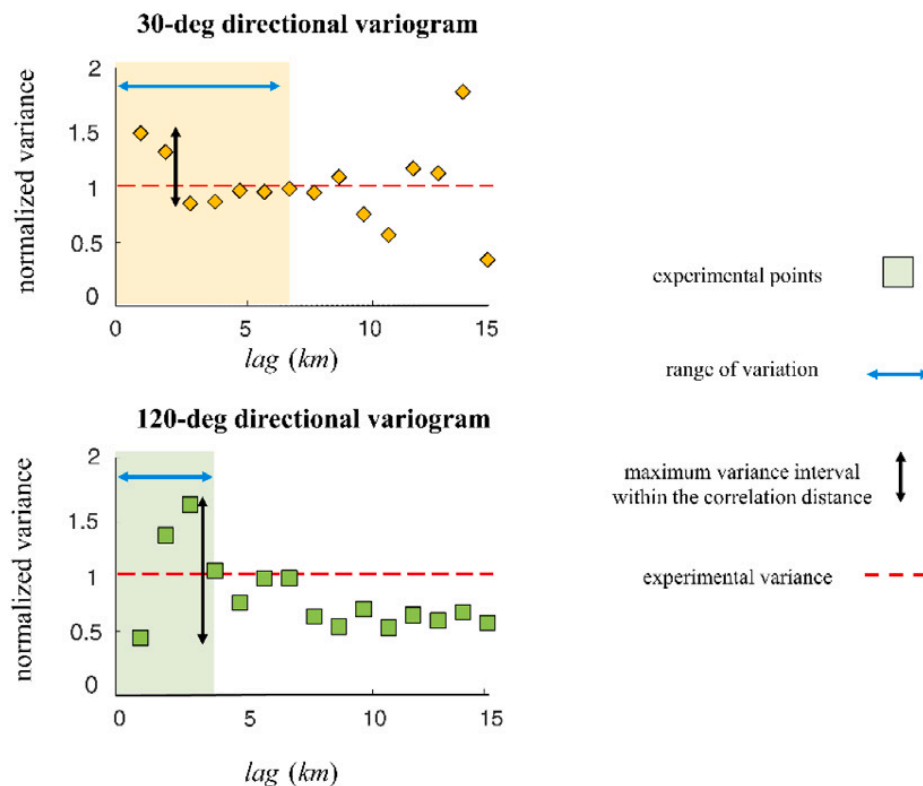 30-deg directional variogram
2
1.5
1
0.5
0
normalized variance
0
5
10
15
lag (km)
120-deg directional variogram
2
1.5
1
0.5
0
normalized variance
0
5
10
15
lag (km)
experimental points
range of variation
maximum variance interval
within the correlation distance
experimental variance